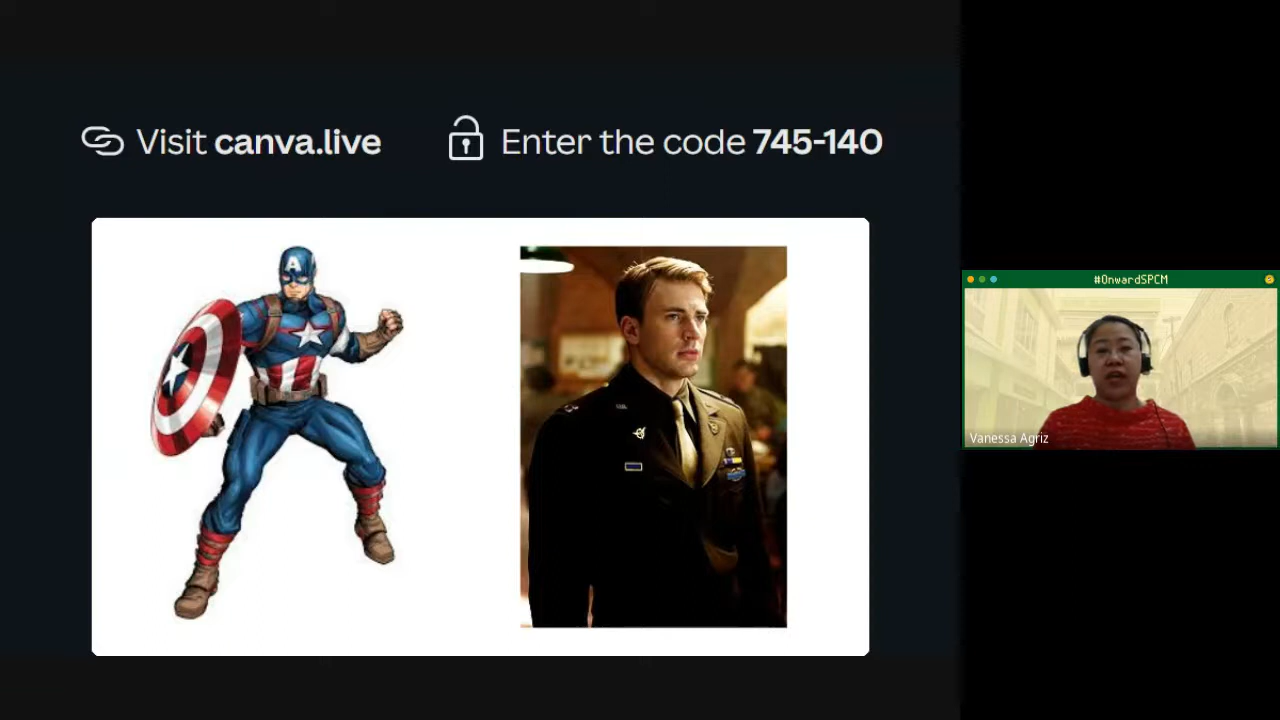 Visit canva.live
Enter the code 745-140
#OnwardSPCM
Vanessa Agriz